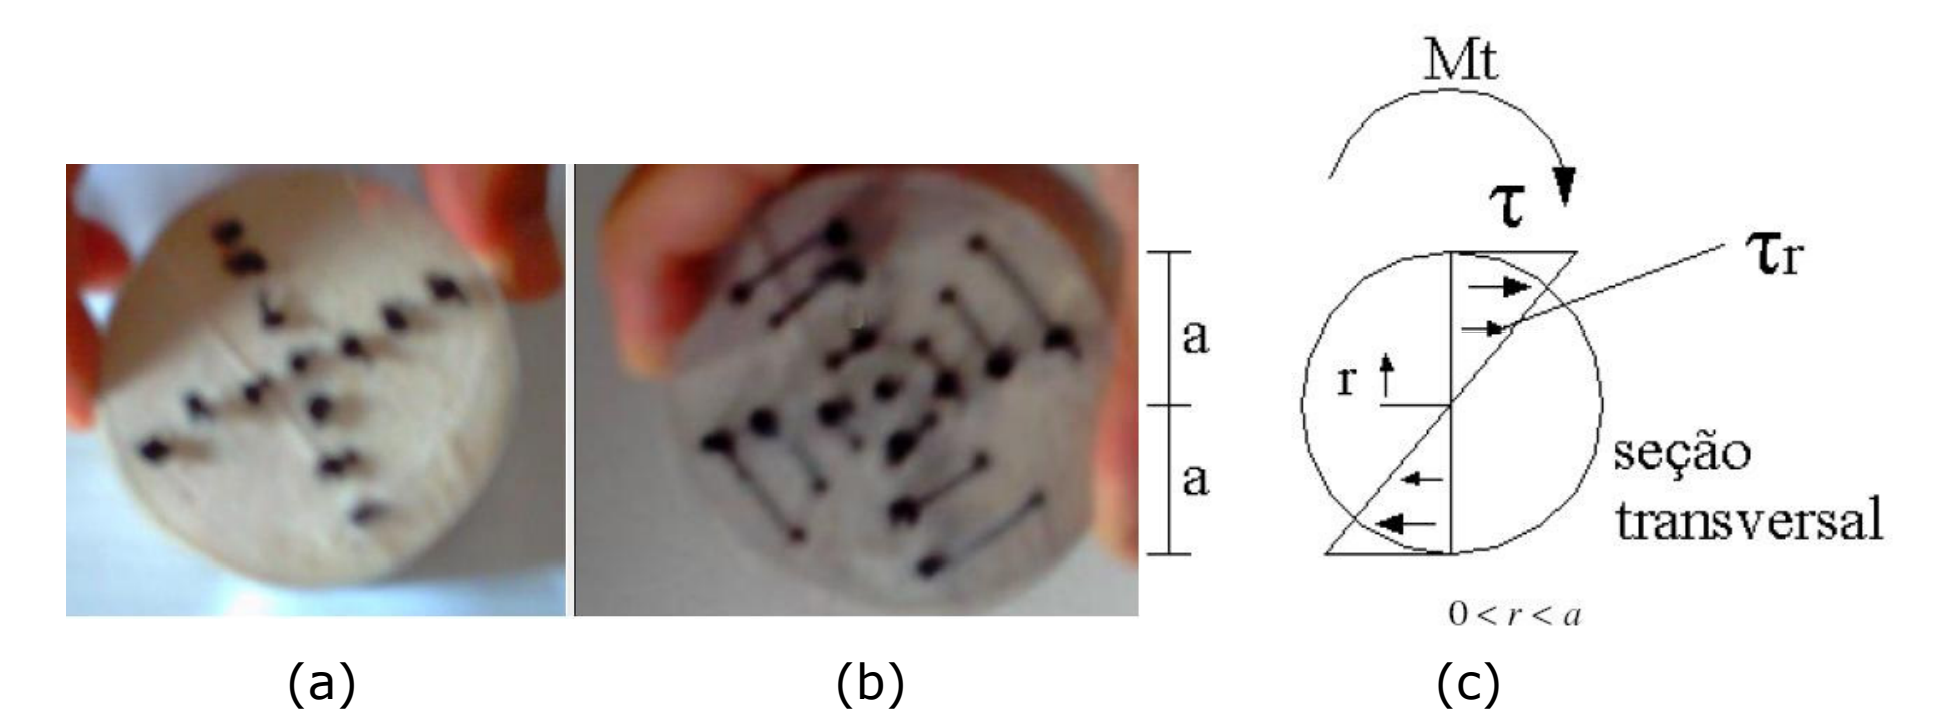 Mt
τ
τr
a
r
a
seção
transversal
0 < r < a
(a)
(b)
(c)